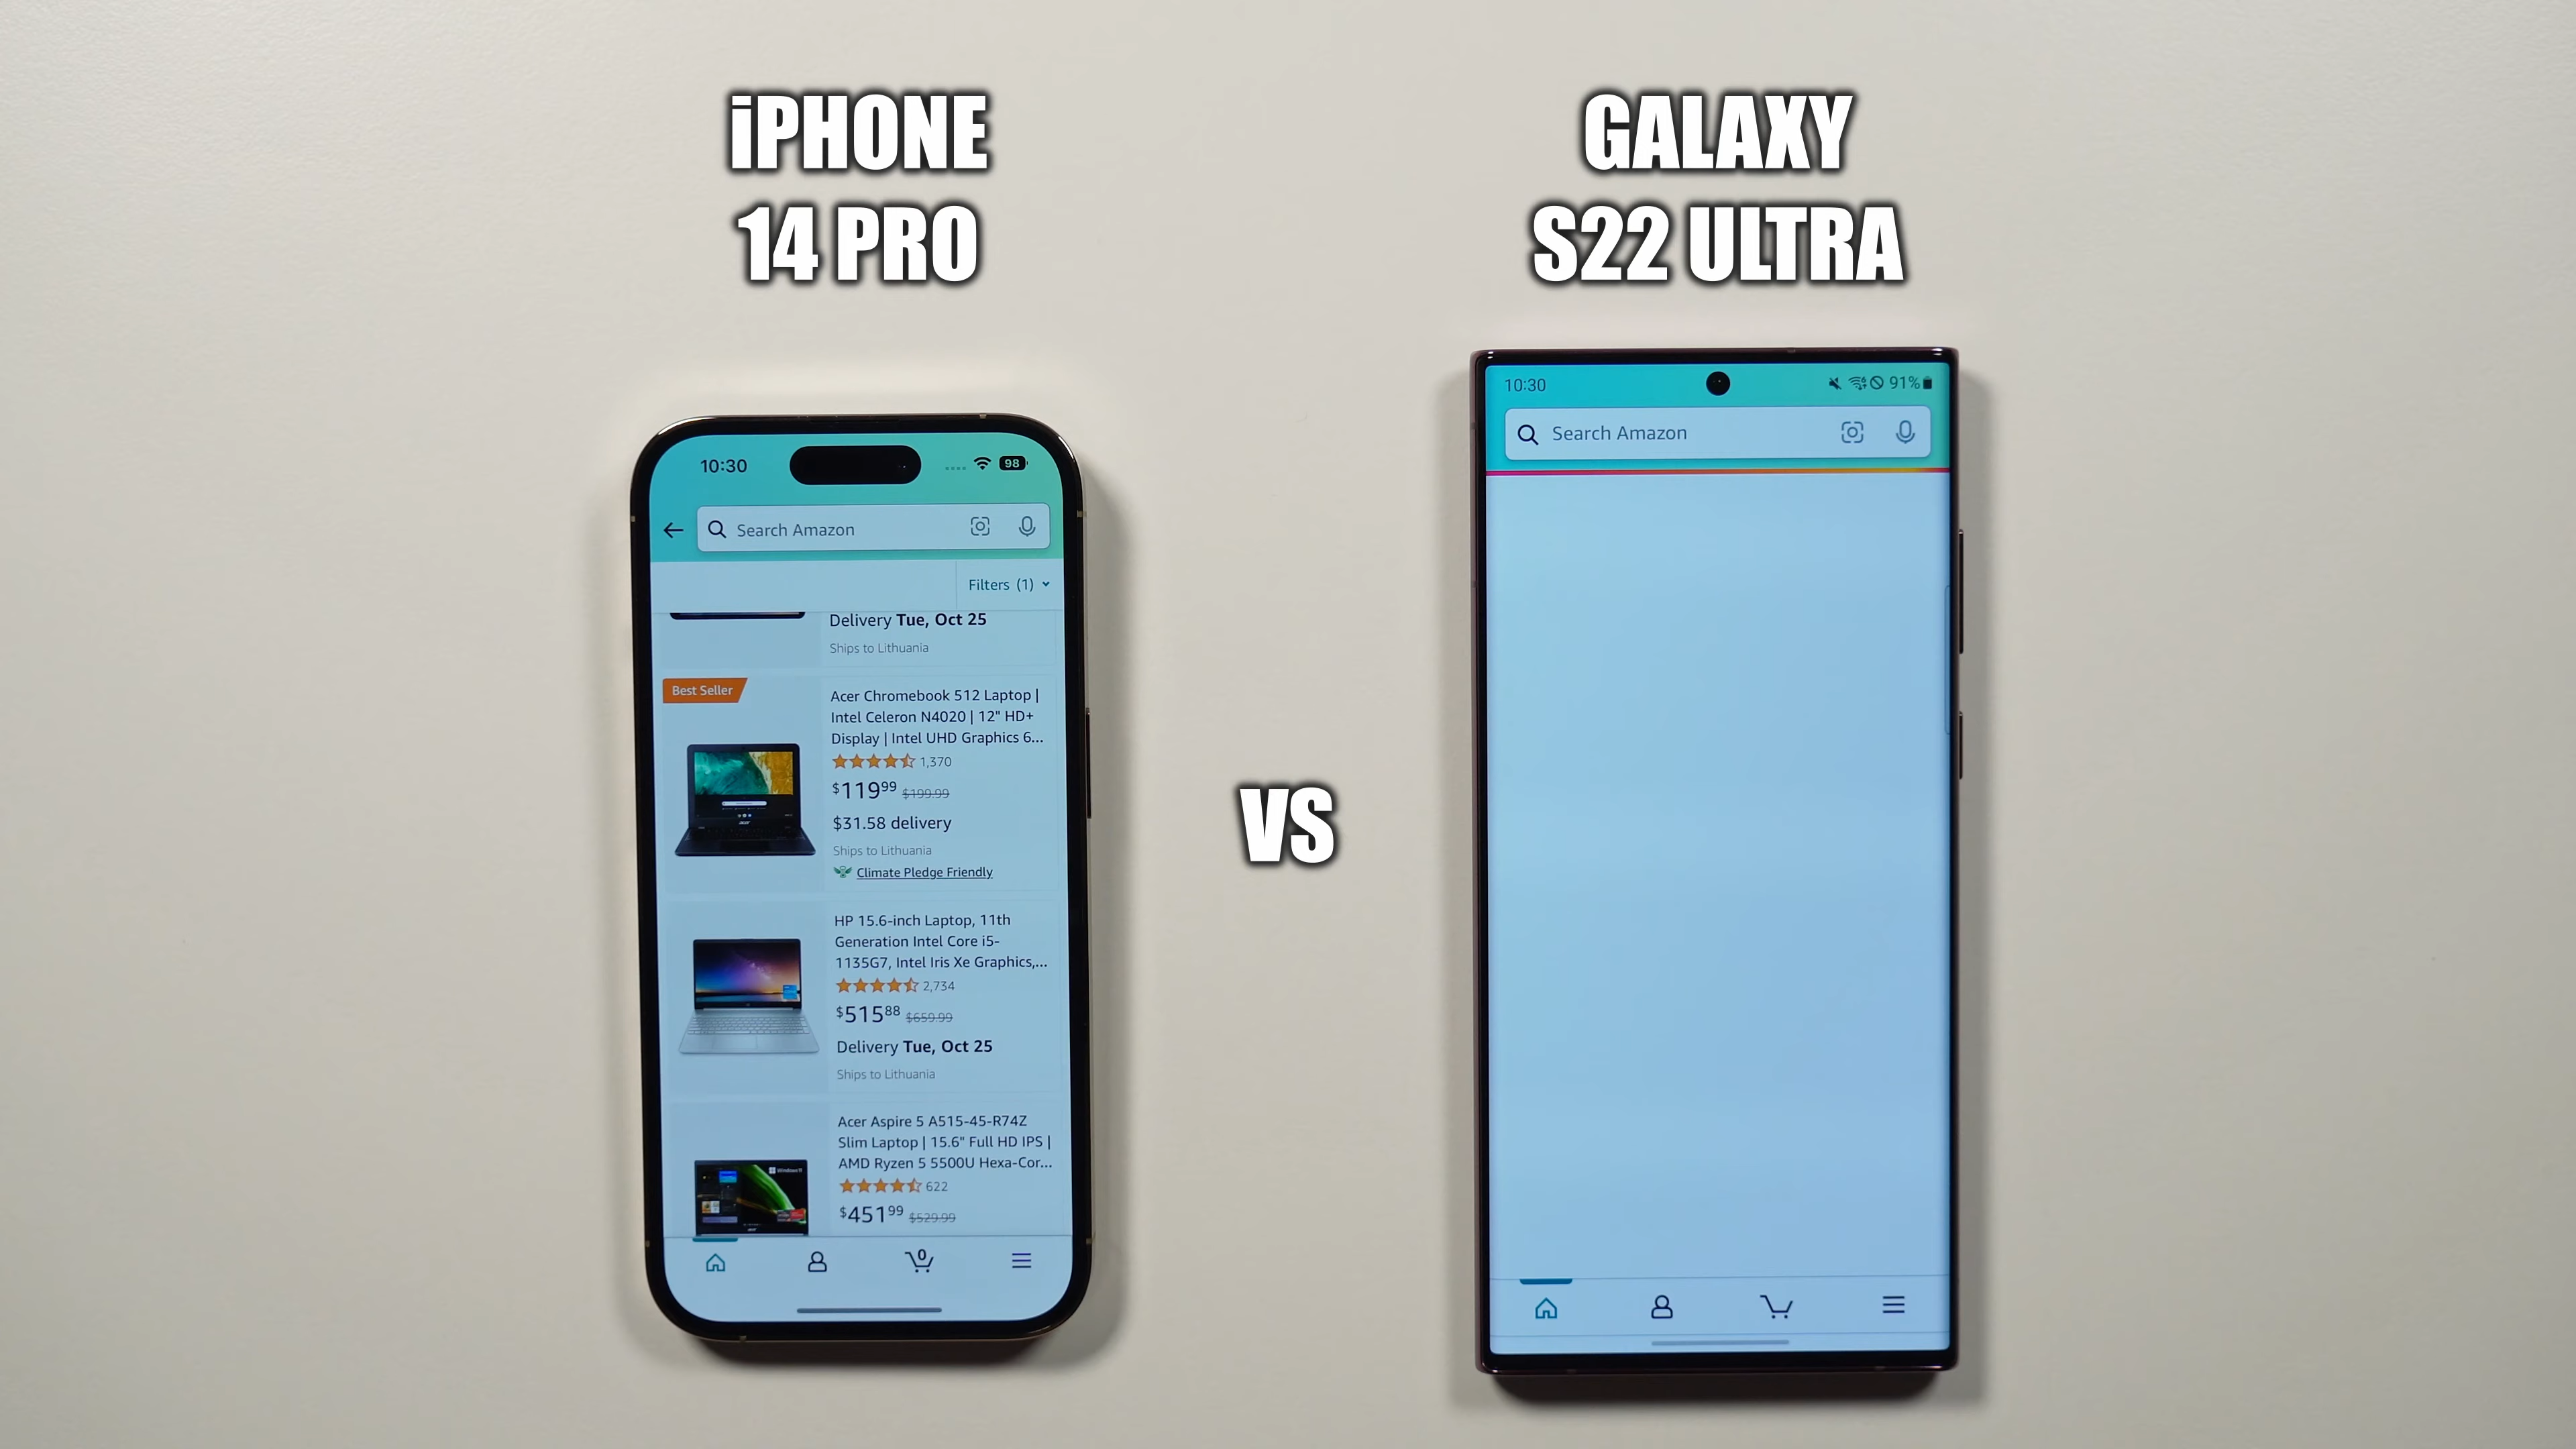 iPHONE
14 PRO
GALAXY
S22 ULTRA
VS
10:30
98
Search Amazon
Filters (1)
Delivery Tue, Oct 25
Ships to Lithuania
Best Seller
Acer Chromebook 512 Laptop |
Intel Celeron N4020 | 12" HD+
Display | Intel UHD Graphics 6...
1,370
$119.99 $199.99
$31.58 delivery
Ships to Lithuania
Climate Pledge Friendly
HP 15.6-inch Laptop, 11th
Generation Intel Core i5-
1135G7, Intel Iris Xe Graphics,...
2,734
$515.88 $659.99
Delivery Tue, Oct 25
Ships to Lithuania
Acer Aspire 5 A515-45-R74Z
Slim Laptop | 15.6" Full HD IPS |
AMD Ryzen 5 5500U Hexa-Cor...
622
$451.99 $529.99
0
10:30
91%
Search Amazon